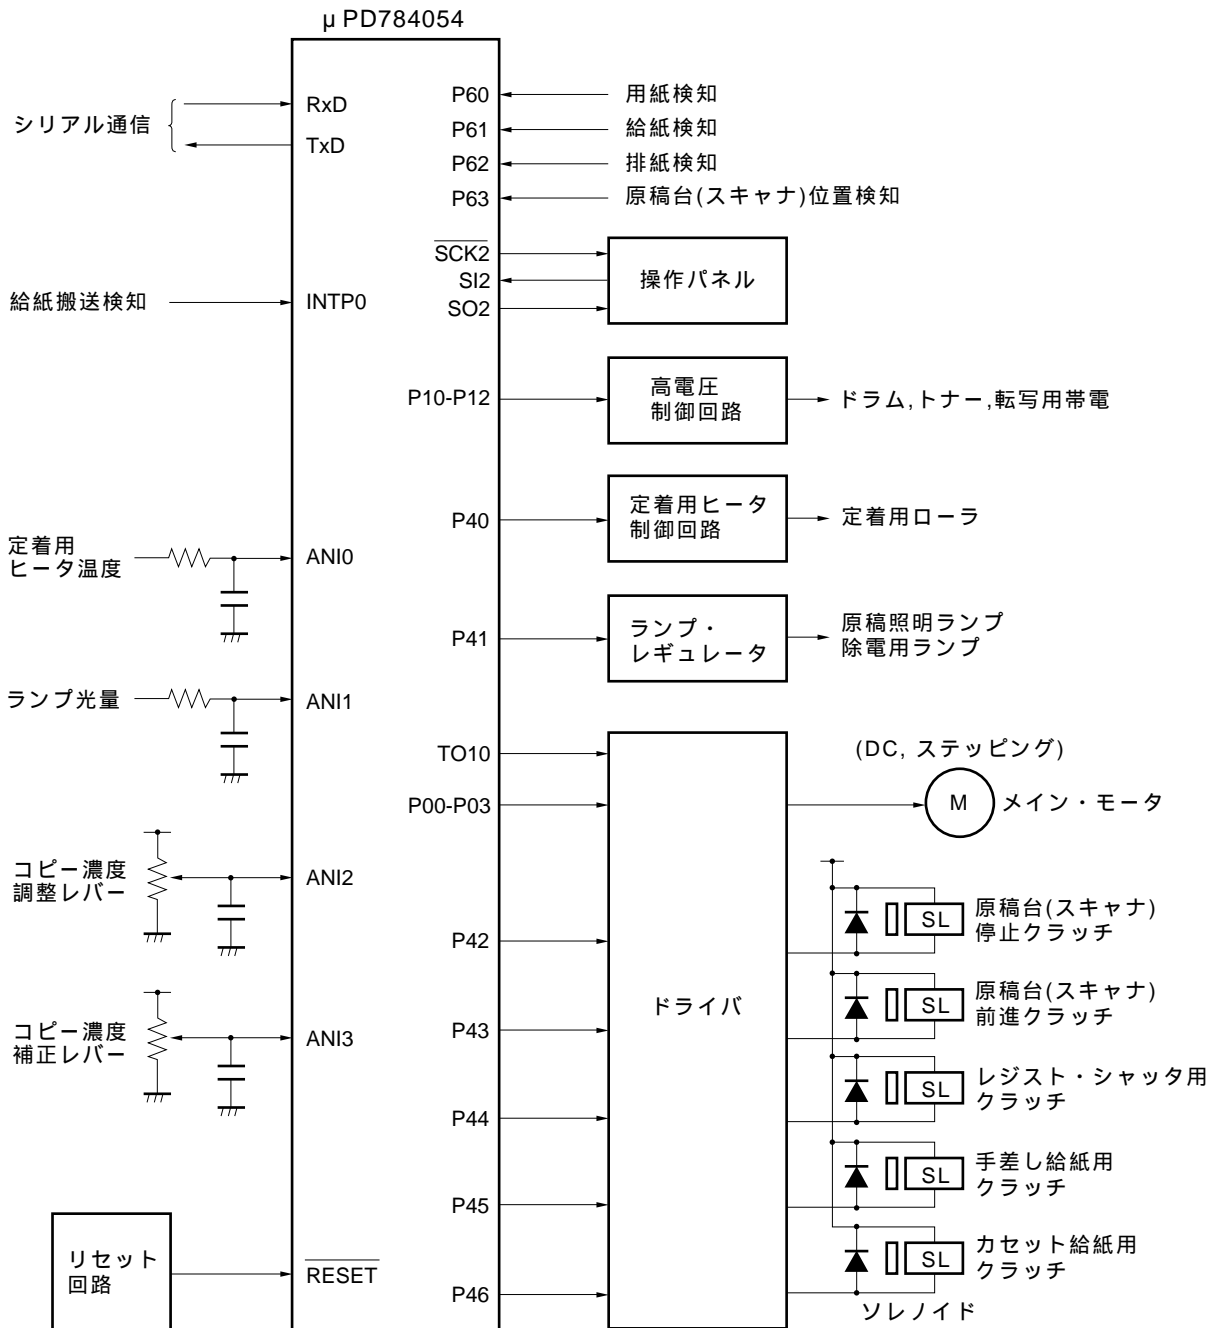 μ PD784054
シリアル通信
RxD
TxD
給紙搬送検知
INTP0
定着用
ヒータ温度
ANI0
ランプ光量
ANI1
コピー濃度
調整レバー
ANI2
コピー濃度
補正レバー
ANI3
リセット
回路
RESET
P60
用紙検知
P61
給紙検知
P62
排紙検知
P63
原稿台(スキャナ)位置検知
SCK2
SI2
SO2
操作パネル
P10-P12
高電圧
制御回路
ドラム,トナー,転写用帯電
P40
定着用ヒータ
制御回路
定着用ローラ
P41
ランプ・
レギュレータ
原稿照明ランプ
除電用ランプ
TO10
P00-P03
P42
P43
P44
P45
P46
ドライバ
(DC, ステッピング)
M
メイン・モータ
SL
原稿台(スキャナ)
停止クラッチ
SL
原稿台(スキャナ)
前進クラッチ
SL
レジスト・シャッタ用
クラッチ
SL
手差し給紙用
クラッチ
SL
カセット給紙用
クラッチ
ソレノイド